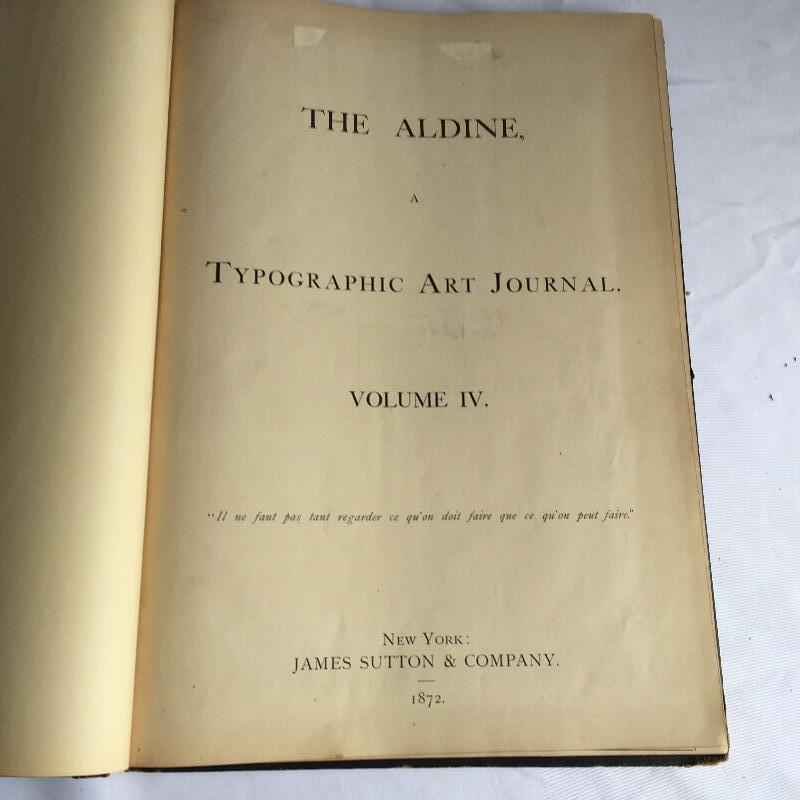 THE ALDINE,
A
TYPOGRAPHIC ART JOURNAL.
VOLUME IV.
"Il ne faut pas tant regarder ce qu'on doit faire que ce qu'on peut faire."
NEW YORK:
JAMES SUTTON & COMPANY.
1872.